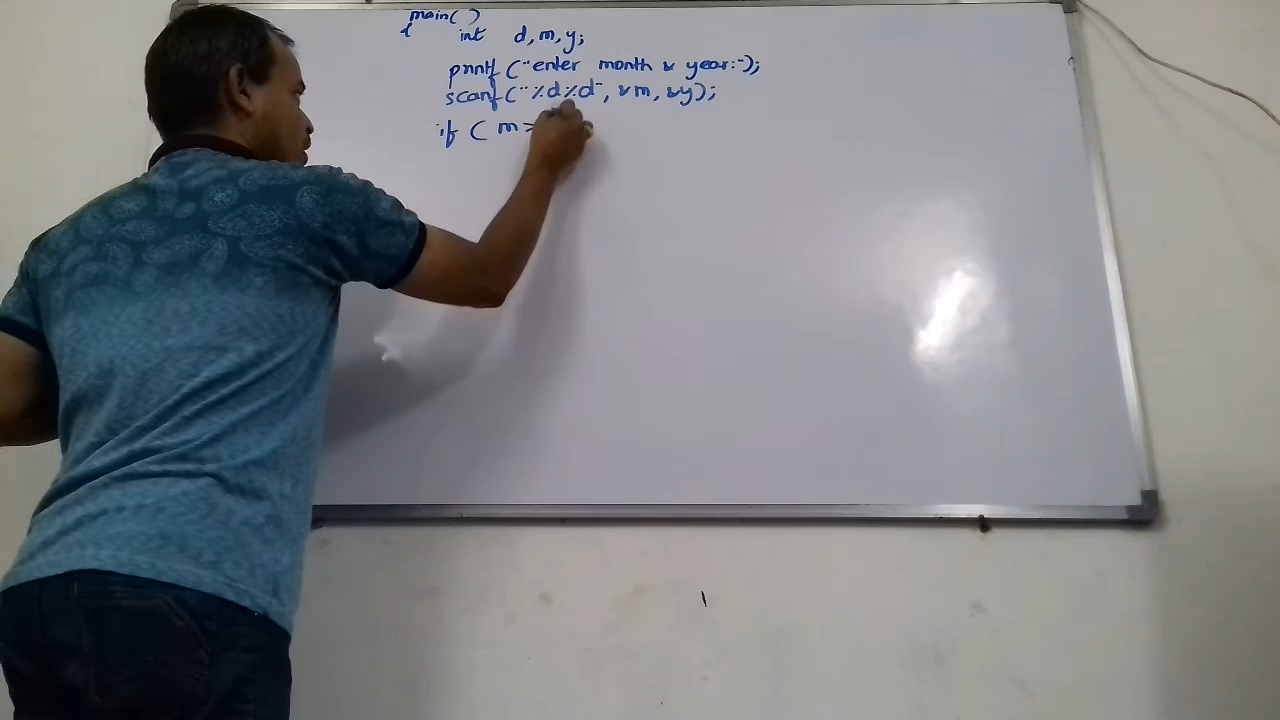 main( )
{ int d, m, y;
printf ("enter month & year:-");
scanf ("%d%d", &m, &y);
if ( m